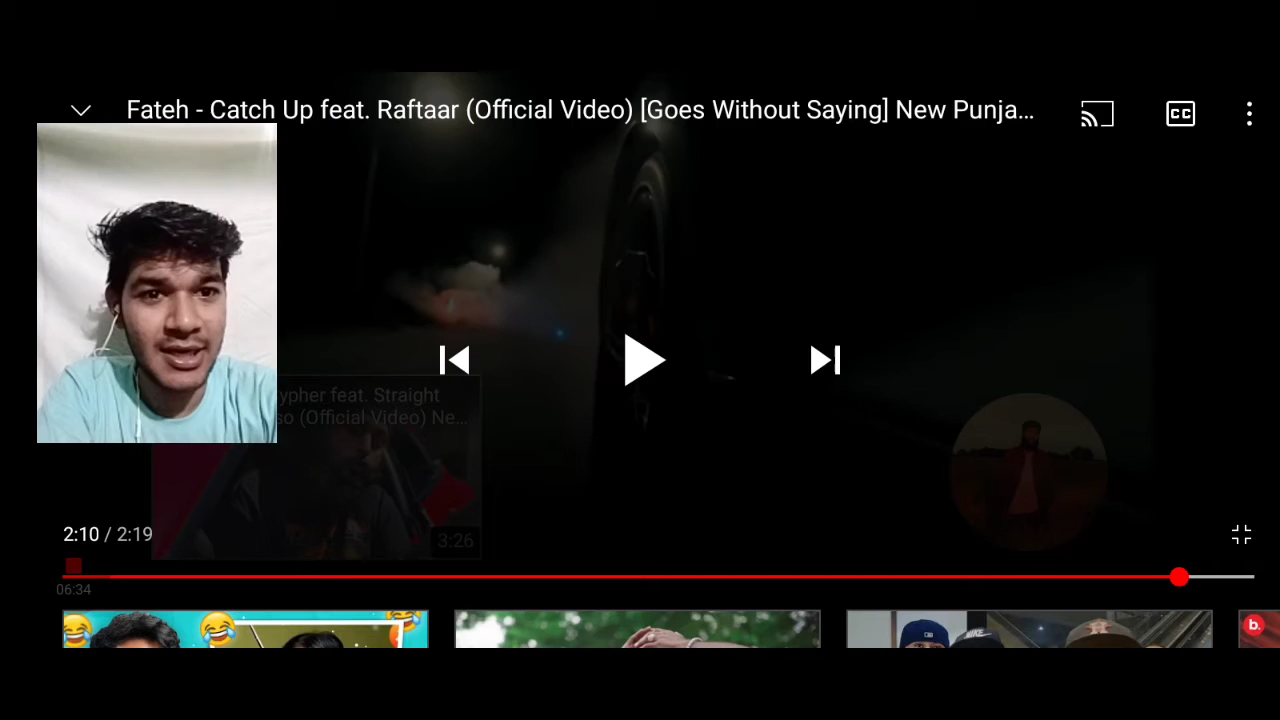 Fateh - Catch Up feat. Raftaar (Official Video) [Goes Without Saying] New Punja...
CC
ypher feat. Straight
so (Official Video) Ne...
3:26
2:10 / 2:19
06:34
NIKE
b.